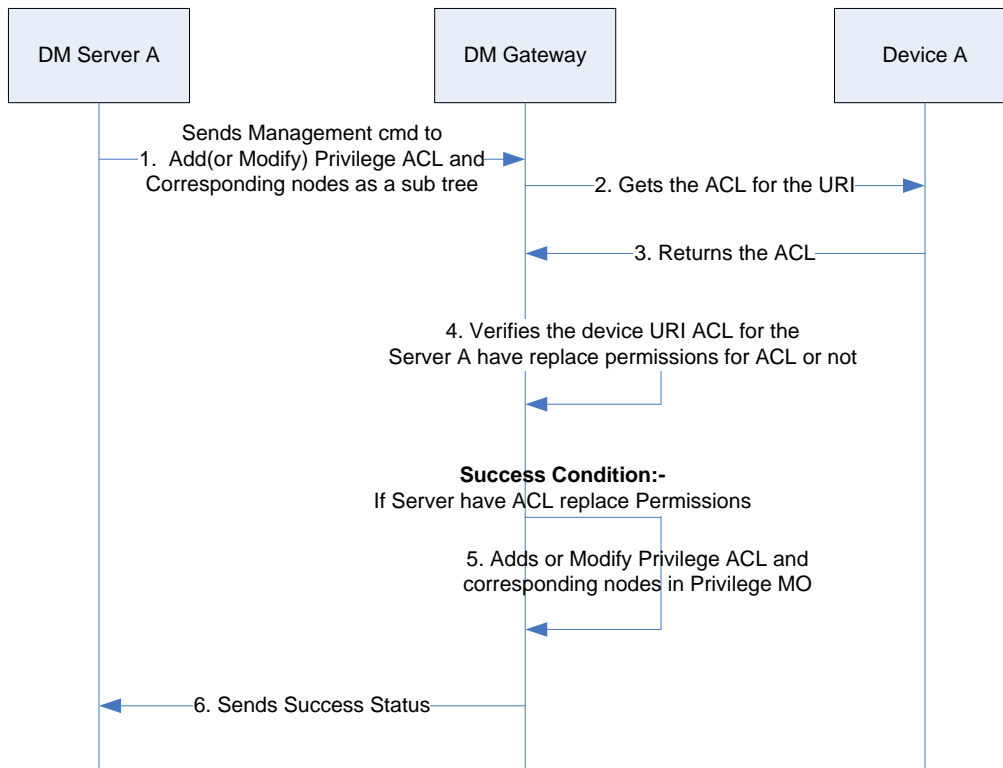 DM Server A
DM Gateway
Device A
Sends Management cmd to
1. Add(or Modify) Privilege ACL and
Corresponding nodes as a sub tree
2. Gets the ACL for the URI
3. Returns the ACL
4. Verifies the device URI ACL for the
Server A have replace permissions for ACL or not
Success Condition:-
If Server have ACL replace Permissions
5. Adds or Modify Privilege ACL and
corresponding nodes in Privilege MO
6. Sends Success Status